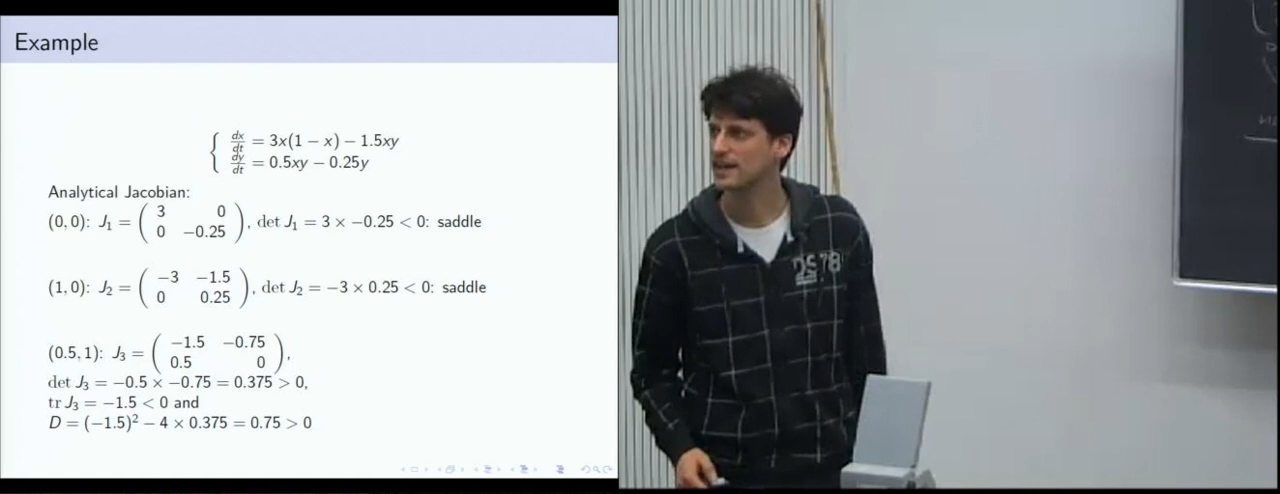 Example
{ dx/dt = 3x(1 − x) − 1.5xy
dy/dt = 0.5xy − 0.25y
Analytical Jacobian:
(0, 0): J₁ = ( 3 0
0 −0.25 ), det J₁ = 3 × −0.25 < 0: saddle
(1, 0): J₂ = ( −3 −1.5
0 0.25 ), det J₂ = −3 × 0.25 < 0: saddle
(0.5, 1): J₃ = ( −1.5 −0.75
0.5 0 ),
det J₃ = −0.5 × −0.75 = 0.375 > 0,
tr J₃ = −1.5 < 0 and
D = (−1.5)² − 4 × 0.375 = 0.75 > 0